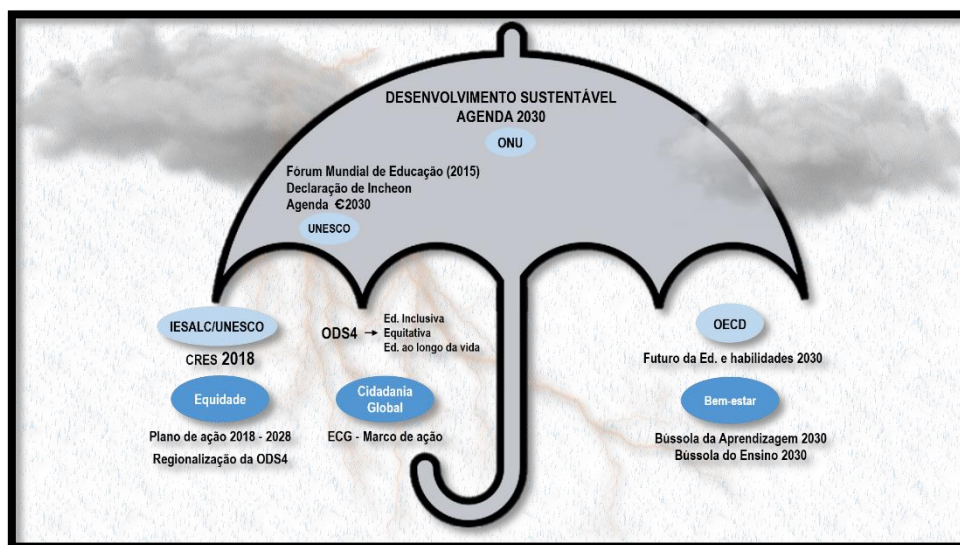 DESENVOLVIMENTO SUSTENTÁVEL
AGENDA 2030
ONU
Fórum Mundial de Educação (2015)
Declaração de Incheon
Agenda €2030
UNESCO
IESALC/UNESCO
CRES 2018
Equidade
Plano de ação 2018 - 2028
Regionalização da ODS4
ODS4 →
Ed. Inclusiva
Equitativa
Ed. ao longo da vida
Cidadania
Global
ECG - Marco de ação
OECD
Futuro da Ed. e habilidades 2030
Bem-estar
Bússola da Aprendizagem 2030
Bússola do Ensino 2030